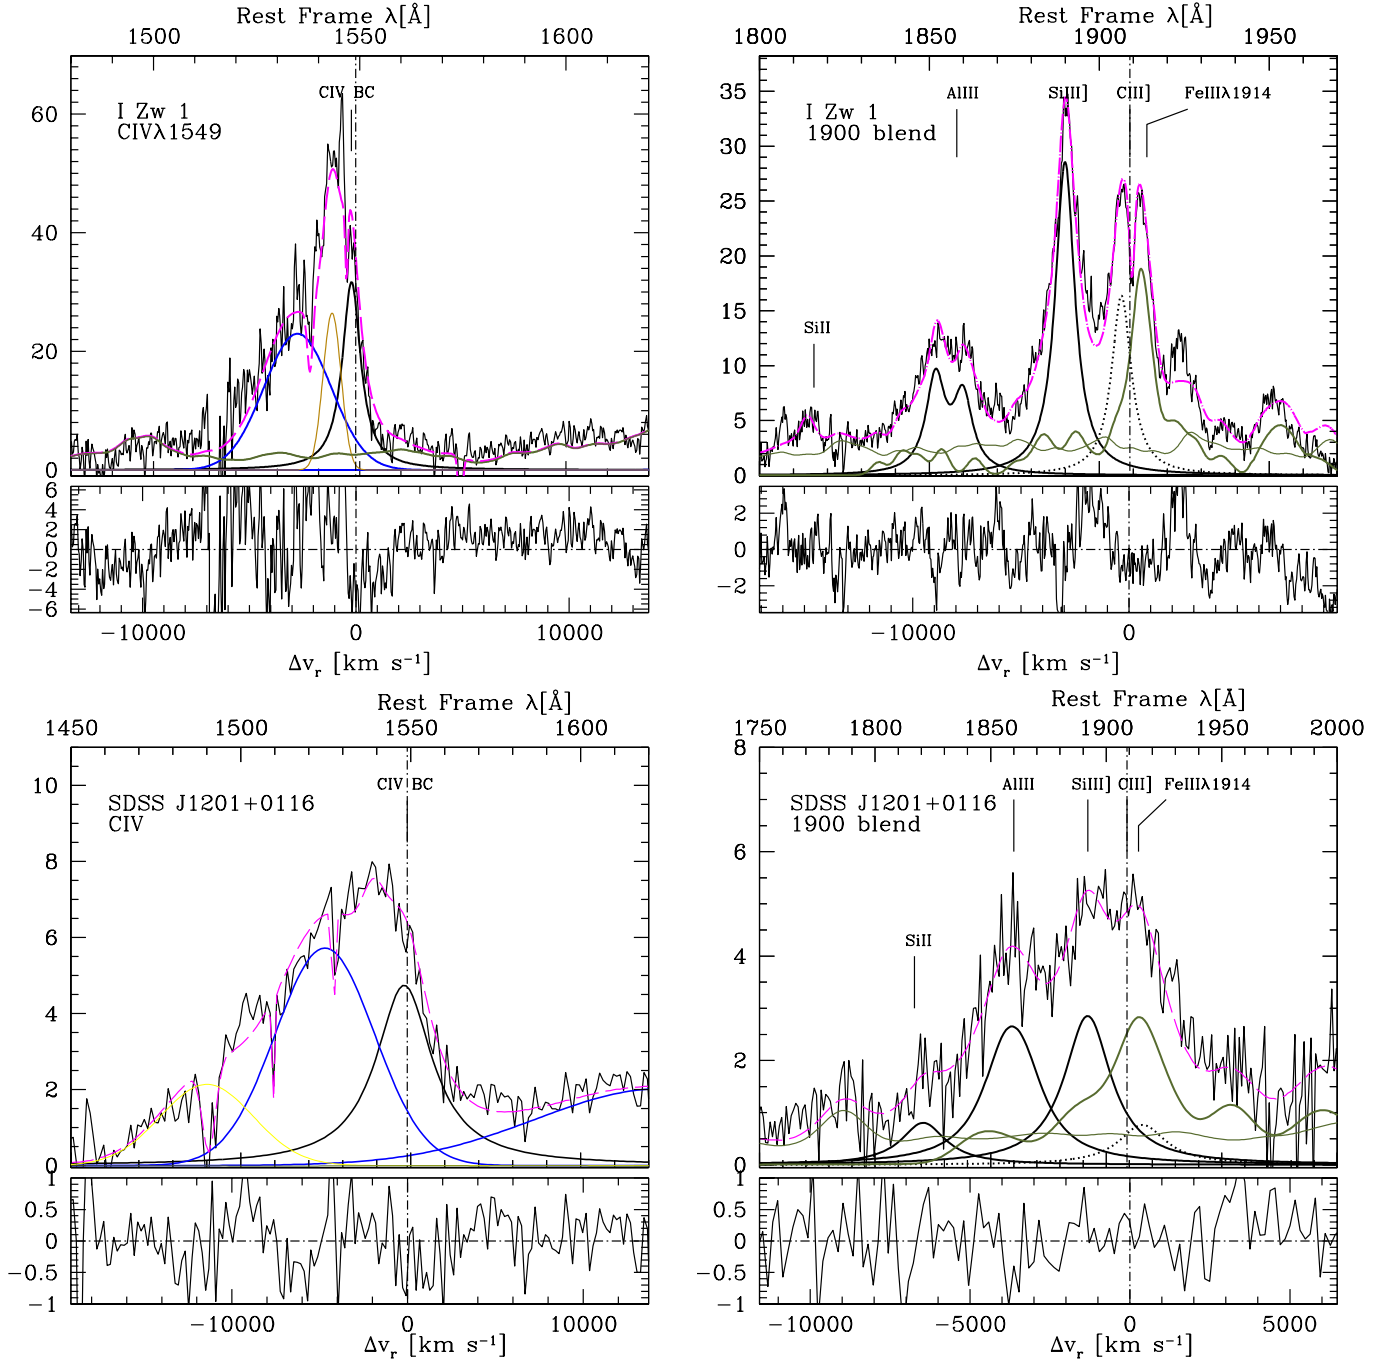 Rest Frame λ[Å]
1500 1550 1600
CIV BC
I Zw 1
CIVλ1549
60
40
20
0
6
4
2
0
−2
−4
−6
−10000 0 10000
Δvr [km s⁻¹]
Rest Frame λ[Å]
1800 1850 1900 1950
AlIII SiIII] CIII] FeIIIλ1914
I Zw 1
1900 blend
SiII
35
30
25
20
15
10
5
0
2
0
−2
−10000 0
Δvr [km s⁻¹]
Rest Frame λ[Å]
1450 1500 1550 1600
CIV BC
SDSS J1201+0116
CIV
10
8
6
4
2
0
1
0.5
0
−0.5
−1
−10000 0 10000
Δvr [km s⁻¹]
Rest Frame λ[Å]
1750 1800 1850 1900 1950 2000
AlIII SiIII] CIII] FeIIIλ1914
SDSS J1201+0116
1900 blend
SiII
8
6
4
2
0
1
0.5
0
−0.5
−1
−10000 −5000 0 5000
Δvr [km s⁻¹]